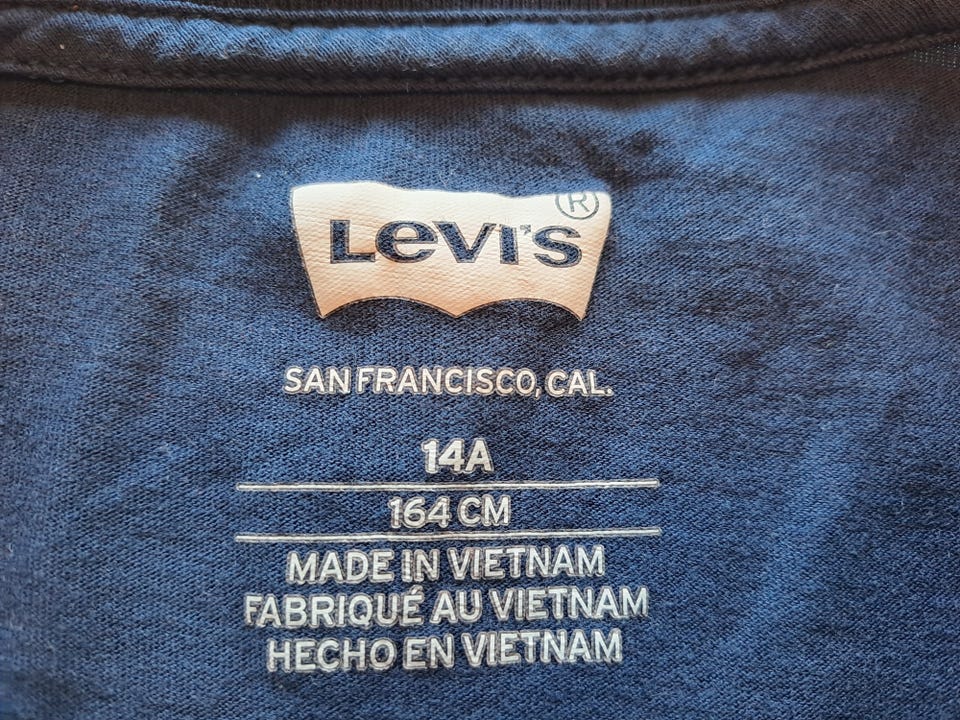 Levi's ®
SAN FRANCISCO, CAL.
14A
164 CM
MADE IN VIETNAM
FABRIQUÉ AU VIETNAM
HECHO EN VIETNAM